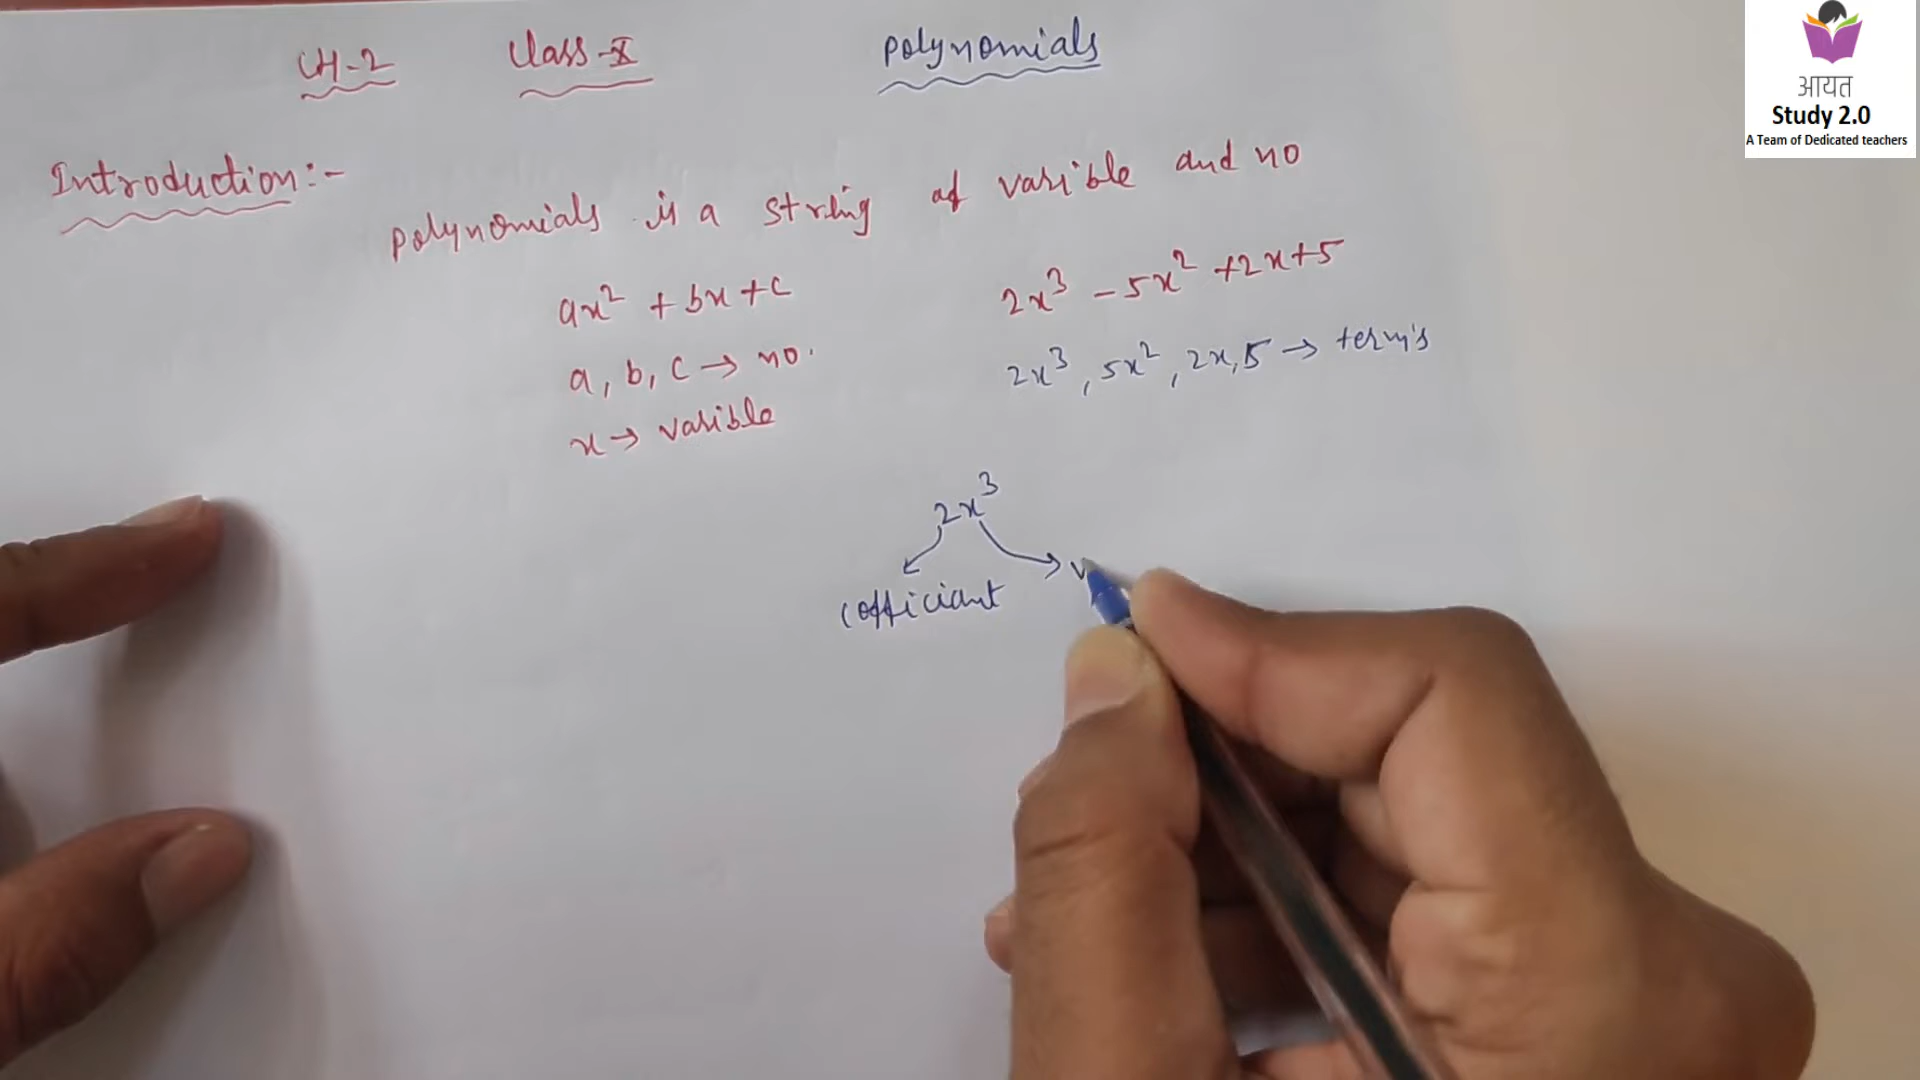 CH-2 Class-X Polynomials
Introduction:-
polynomials is a string of varible and no
ax² + bx + c
2x³ - 5x² + 2x + 5
a, b, c → no.
2x³, 5x², 2x, 5 → term's
x → varible
2x³
cofficiant
v
आयत
Study 2.0
A Team of Dedicated teachers